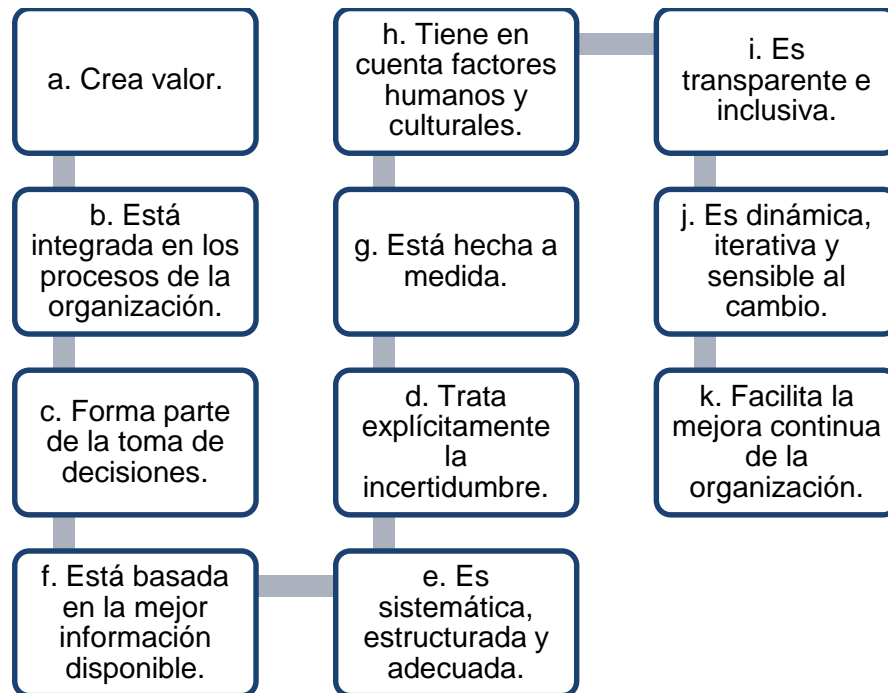 a. Crea valor.
b. Está
integrada en los
procesos de la
organización.
c. Forma parte
de la toma de
decisiones.
f. Está basada
en la mejor
información
disponible.
e. Es
sistemática,
estructurada y
adecuada.
d. Trata
explícitamente
la
incertidumbre.
g. Está hecha a
medida.
h. Tiene en
cuenta factores
humanos y
culturales.
i. Es
transparente e
inclusiva.
j. Es dinámica,
iterativa y
sensible al
cambio.
k. Facilita la
mejora continua
de la
organización.